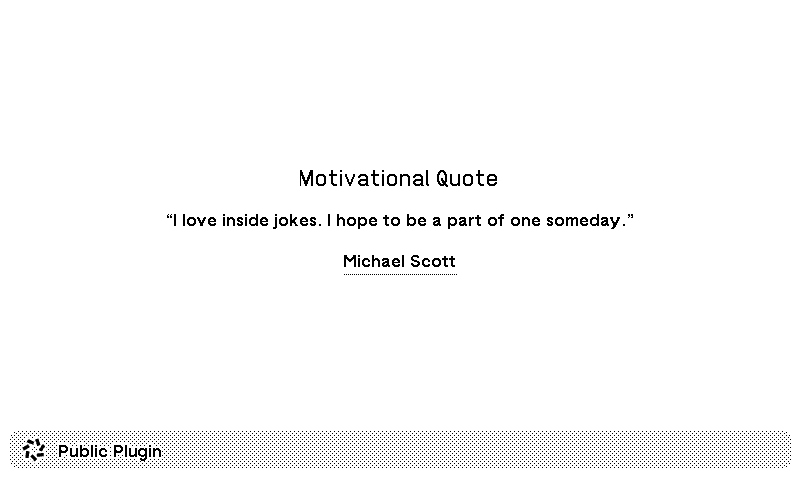 Motivational Quote
“I love inside jokes. I hope to be a part of one someday.”
Michael Scott
Public Plugin